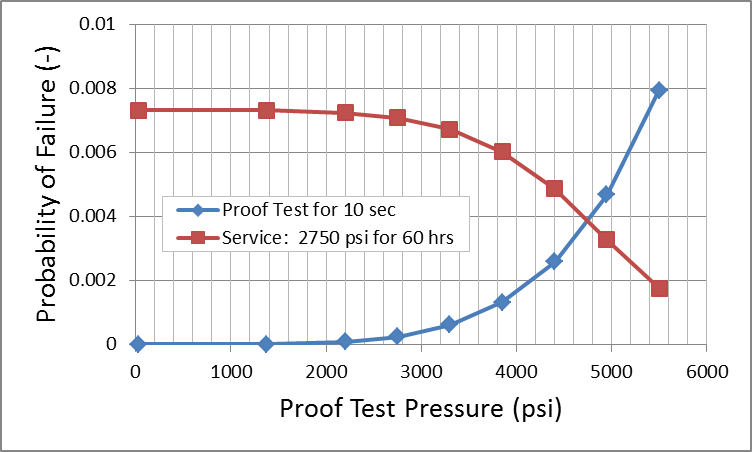 0.01
0.008
0.006
0.004
0.002
0
Probability of Failure (-)
Proof Test for 10 sec
Service: 2750 psi for 60 hrs
0 1000 2000 3000 4000 5000 6000
Proof Test Pressure (psi)